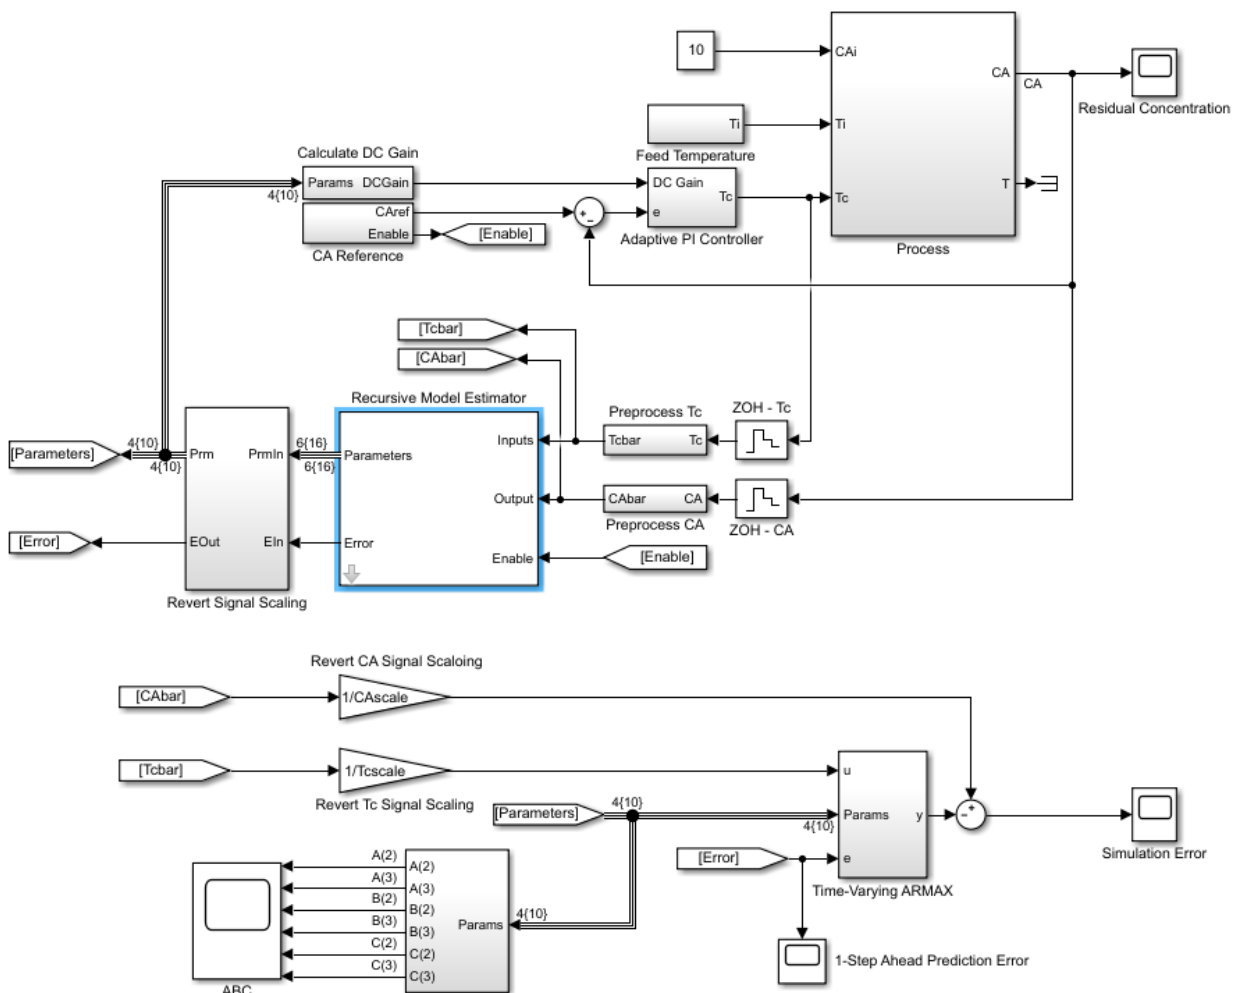 10
CAi
CA
CA
Residual Concentration
Ti
Ti
Feed Temperature
Calculate DC Gain
Params DCGain
4{10}
DC Gain
e
Tc
Tc
T
Adaptive PI Controller
Process
CAref
Enable
[Enable]
CA Reference
+
-
[Tcbar]
[CAbar]
Recursive Model Estimator
Preprocess Tc
ZOH - Tc
Inputs
Tcbar Tc
[Parameters]
4{10}
4{10}
Prm
PrmIn
6{16}
6{16}
Parameters
Output
CAbar CA
Preprocess CA
ZOH - CA
[Error]
EOut
EIn
Error
Enable
[Enable]
Revert Signal Scaling
Revert CA Signal Scaloing
[CAbar]
1/CAscale
[Tcbar]
1/Tcscale
Revert Tc Signal Scaling
u
[Parameters]
4{10}
4{10}
Params
y
-
+
Simulation Error
[Error]
e
Time-Varying ARMAX
1-Step Ahead Prediction Error
A(2)
A(3)
B(2)
B(3)
C(2)
C(3)
A(2)
A(3)
B(2)
B(3)
C(2)
C(3)
Params
4{10}
ABC